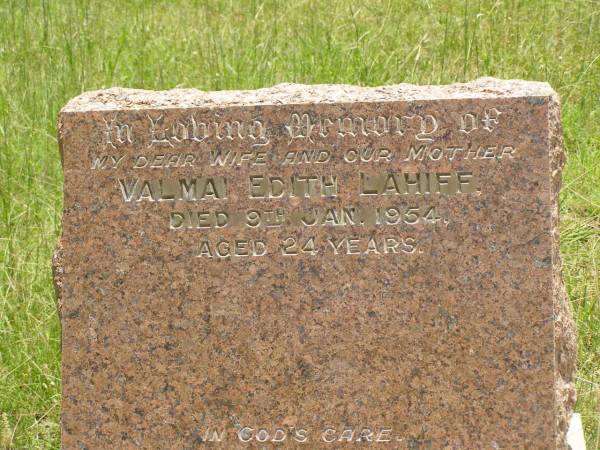 In Loving Memory of
MY DEAR WIFE AND OUR MOTHER
VALMAI EDITH LAHIFF.
DIED 9TH JAN. 1954.
AGED 24 YEARS.
IN GOD'S CARE.